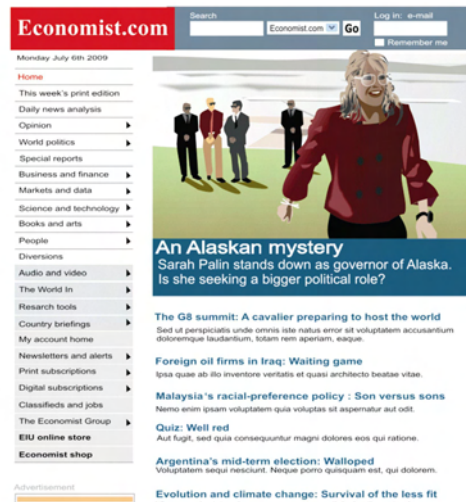 Economist.com
Search
Economist.com
Go
Log in: e-mail
Remember me
Monday July 6th 2009
Home
This week's print edition
Daily news analysis
Opinion
World politics
Special reports
Business and finance
Markets and data
Science and technology
Books and arts
People
Diversions
Audio and video
The World In
Resarch tools
Country briefings
My account home
Newsletters and alerts
Print subscriptions
Digital subscriptions
Classifieds and jobs
The Economist Group
EIU online store
Economist shop
Advertisement
An Alaskan mystery
Sarah Palin stands down as governor of Alaska.
Is she seeking a bigger political role?
The G8 summit: A cavalier preparing to host the world
Sed ut perspiciatis unde omnis iste natus error sit voluptatem accusantium
doloremque laudantium, totam rem aperiam, eaque.
Foreign oil firms in Iraq: Waiting game
Ipsa quae ab illo inventore veritatis et quasi architecto beatae vitae.
Malaysia's racial-preference policy : Son versus sons
Nemo enim ipsam voluptatem quia voluptas sit aspernatur aut odit.
Quiz: Well red
Aut fugit, sed quia consequuntur magni dolores eos qui ratione.
Argentina's mid-term election: Walloped
Voluptatem sequi nesciunt. Neque porro quisquam est, qui dolorem.
Evolution and climate change: Survival of the less fit